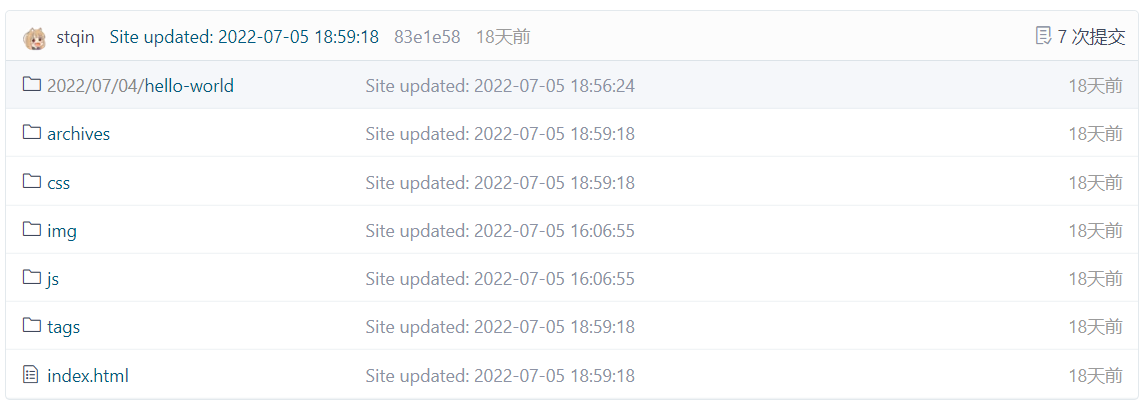 stqin Site updated: 2022-07-05 18:59:18 83e1e58 18天前 7 次提交
2022/07/04/hello-world Site updated: 2022-07-05 18:56:24 18天前
archives Site updated: 2022-07-05 18:59:18 18天前
css Site updated: 2022-07-05 18:59:18 18天前
img Site updated: 2022-07-05 16:06:55 18天前
js Site updated: 2022-07-05 16:06:55 18天前
tags Site updated: 2022-07-05 18:59:18 18天前
index.html Site updated: 2022-07-05 18:59:18 18天前